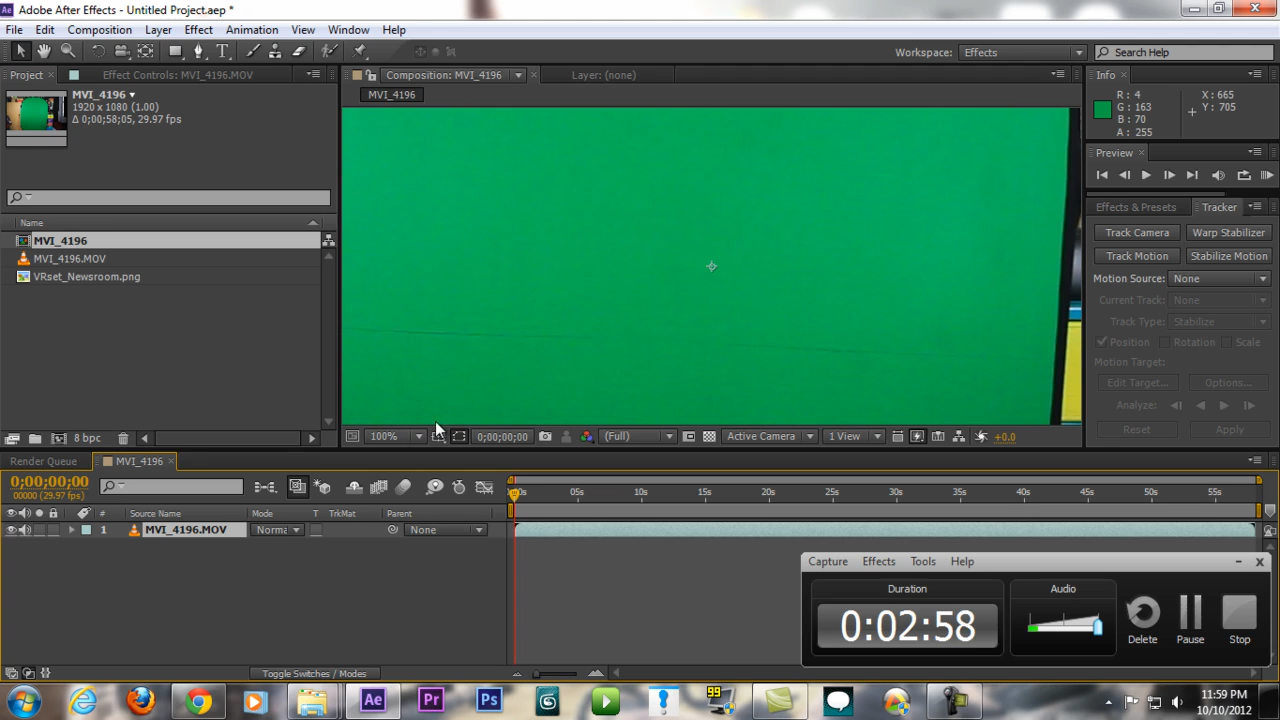 Adobe After Effects - Untitled Project.aep *
File Edit Composition Layer Effect Animation View Window Help
Workspace: Effects Search Help
Project Effect Controls: MVI_4196.MOV
MVI_4196
1920 x 1080 (1.00)
Δ 0;00;58;05, 29.97 fps
Name
MVI_4196
MVI_4196.MOV
VRset_Newsroom.png
8 bpc
Composition: MVI_4196 Layer: (none)
MVI_4196
100% 0;00;00;00 (Full) Active Camera 1 View +0.0
Info
R : 4
G : 163
B : 70
A : 255
X : 665
Y : 705
Preview
Effects & Presets Tracker
Track Camera Warp Stabilizer
Track Motion Stabilize Motion
Motion Source: None
Current Track: None
Track Type: Stabilize
Position Rotation Scale
Motion Target:
Edit Target... Options...
Analyze:
Reset Apply
Render Queue MVI_4196
0;00;00;00
00000 (29.97 fps)
05s 10s 15s 20s 25s 30s 35s 40s 45s 50s 55s
# Source Name Mode T TrkMat Parent
1 MVI_4196.MOV Norma None
Toggle Switches / Modes
Capture Effects Tools Help
Duration Audio
0:02:58
Delete Pause Stop
Ae Pr Ps 99
11:59 PM
10/10/2012